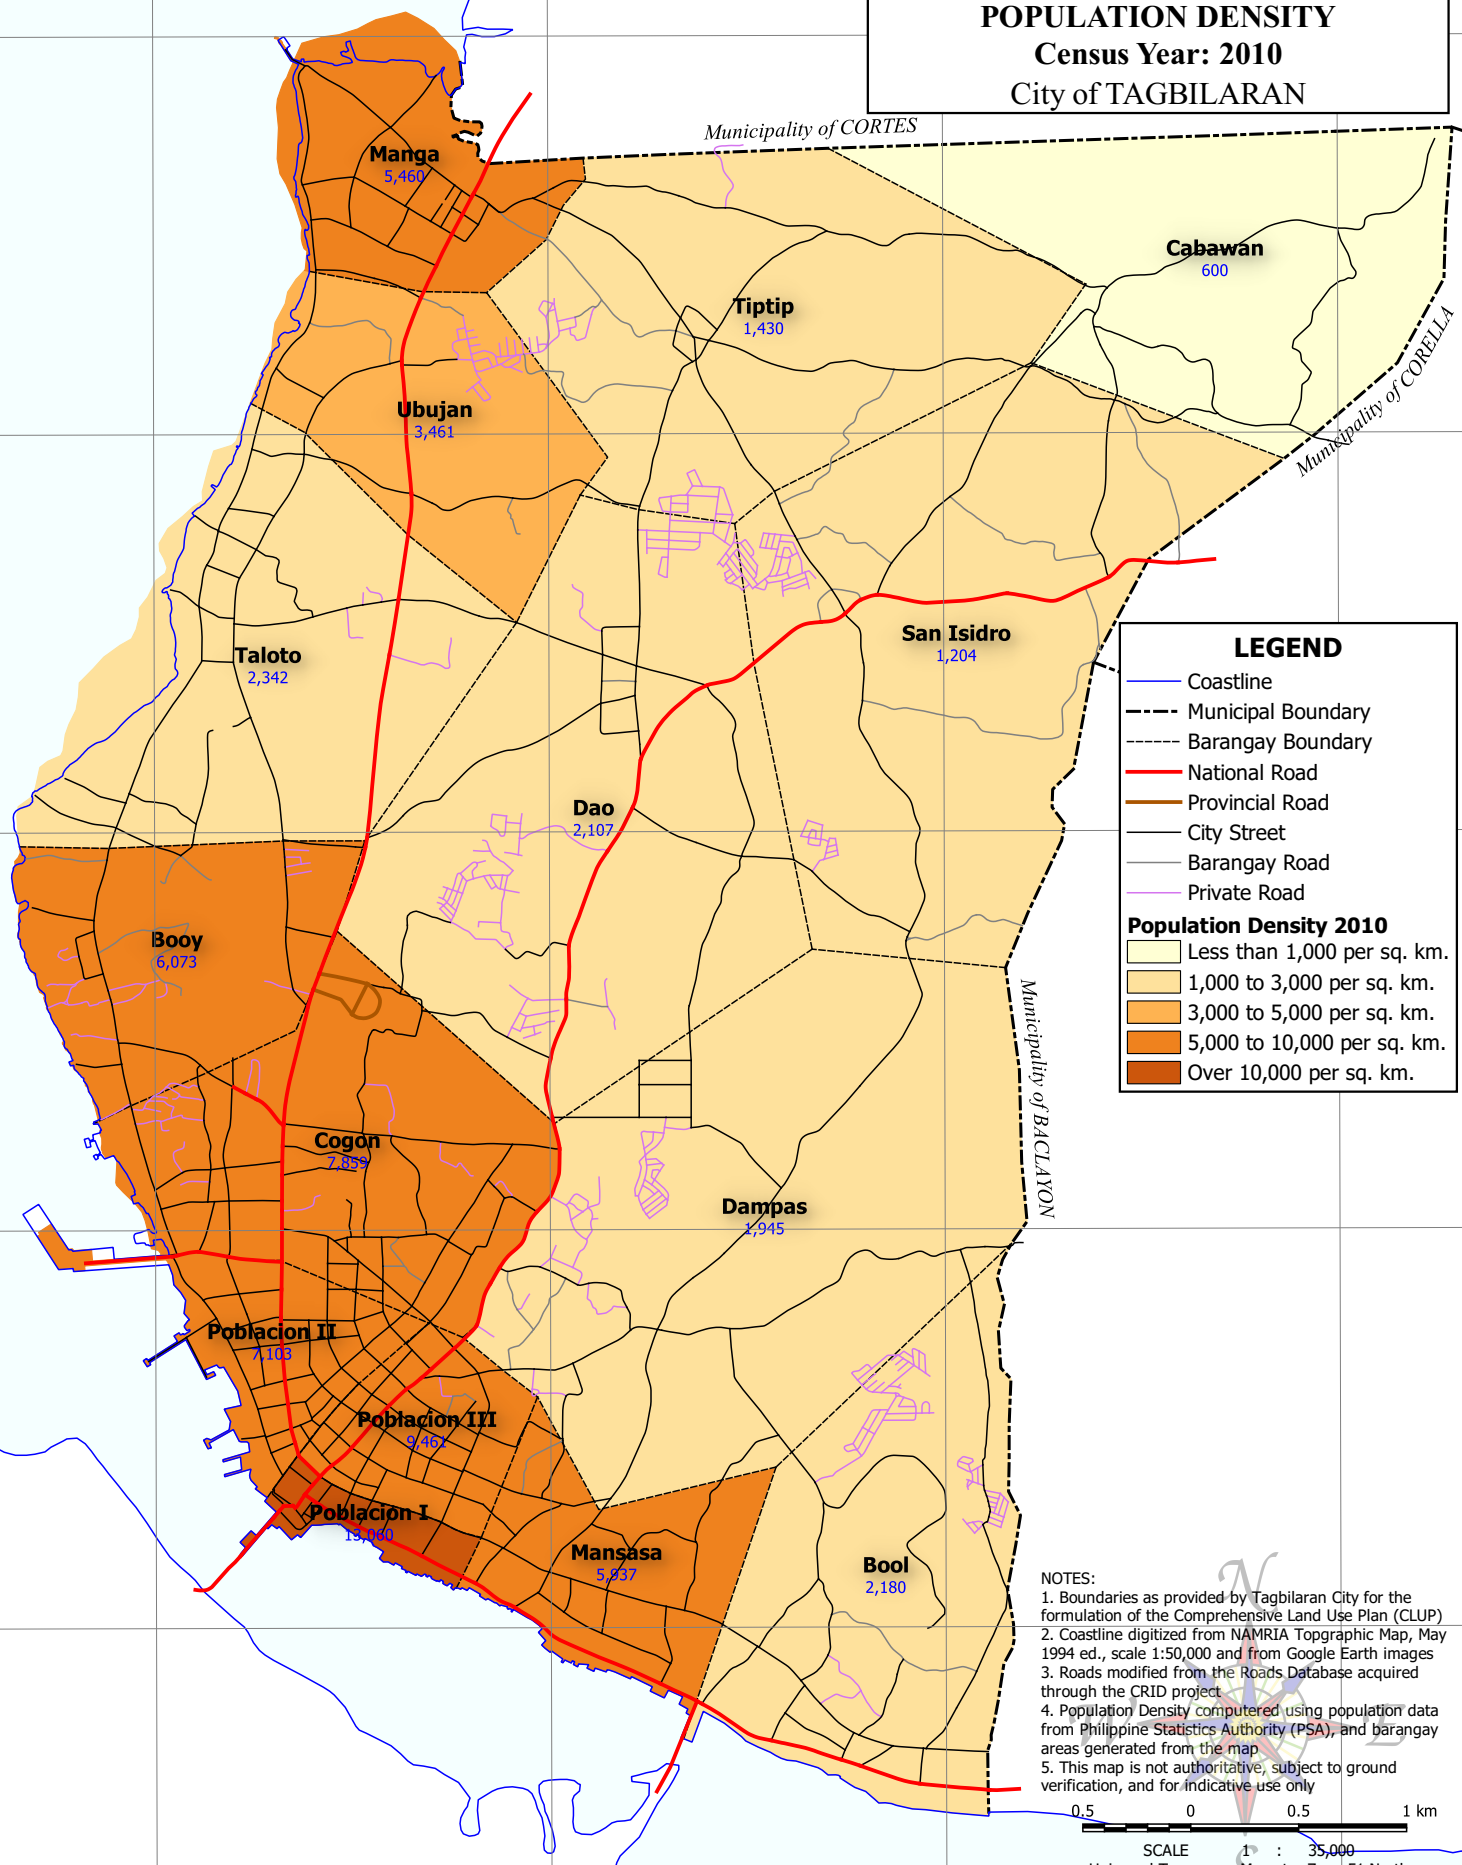 POPULATION DENSITY
Census Year: 2010
City of TAGBILARAN
Municipality of CORTES
Manga
5,460
Cabawan
600
Tiptip
1,430
Municipality of CORELLA
Ubujan
3,461
San Isidro
1,204
Taloto
2,342
LEGEND
Coastline
Municipal Boundary
Barangay Boundary
National Road
Provincial Road
City Street
Barangay Road
Private Road
Population Density 2010
Less than 1,000 per sq. km.
1,000 to 3,000 per sq. km.
3,000 to 5,000 per sq. km.
5,000 to 10,000 per sq. km.
Over 10,000 per sq. km.
Dao
2,107
Booy
6,073
Municipality of BACLAYON
Cogon
7,859
Dampas
1,945
Poblacion II
7,103
Poblacion III
9,461
Poblacion I
13,060
Mansasa
5,937
Bool
2,180
N
W
E
S
NOTES:
1. Boundaries as provided by Tagbilaran City for the
formulation of the Comprehensive Land Use Plan (CLUP)
2. Coastline digitized from NAMRIA Topgraphic Map, May
1994 ed., scale 1:50,000 and from Google Earth images
3. Roads modified from the Roads Database acquired
through the CRID project
4. Population Density computered using population data
from Philippine Statistics Authority (PSA), and barangay
areas generated from the map
5. This map is not authoritative, subject to ground
verification, and for indicative use only
0.5 0 0.5 1 km
SCALE 1 : 35,000